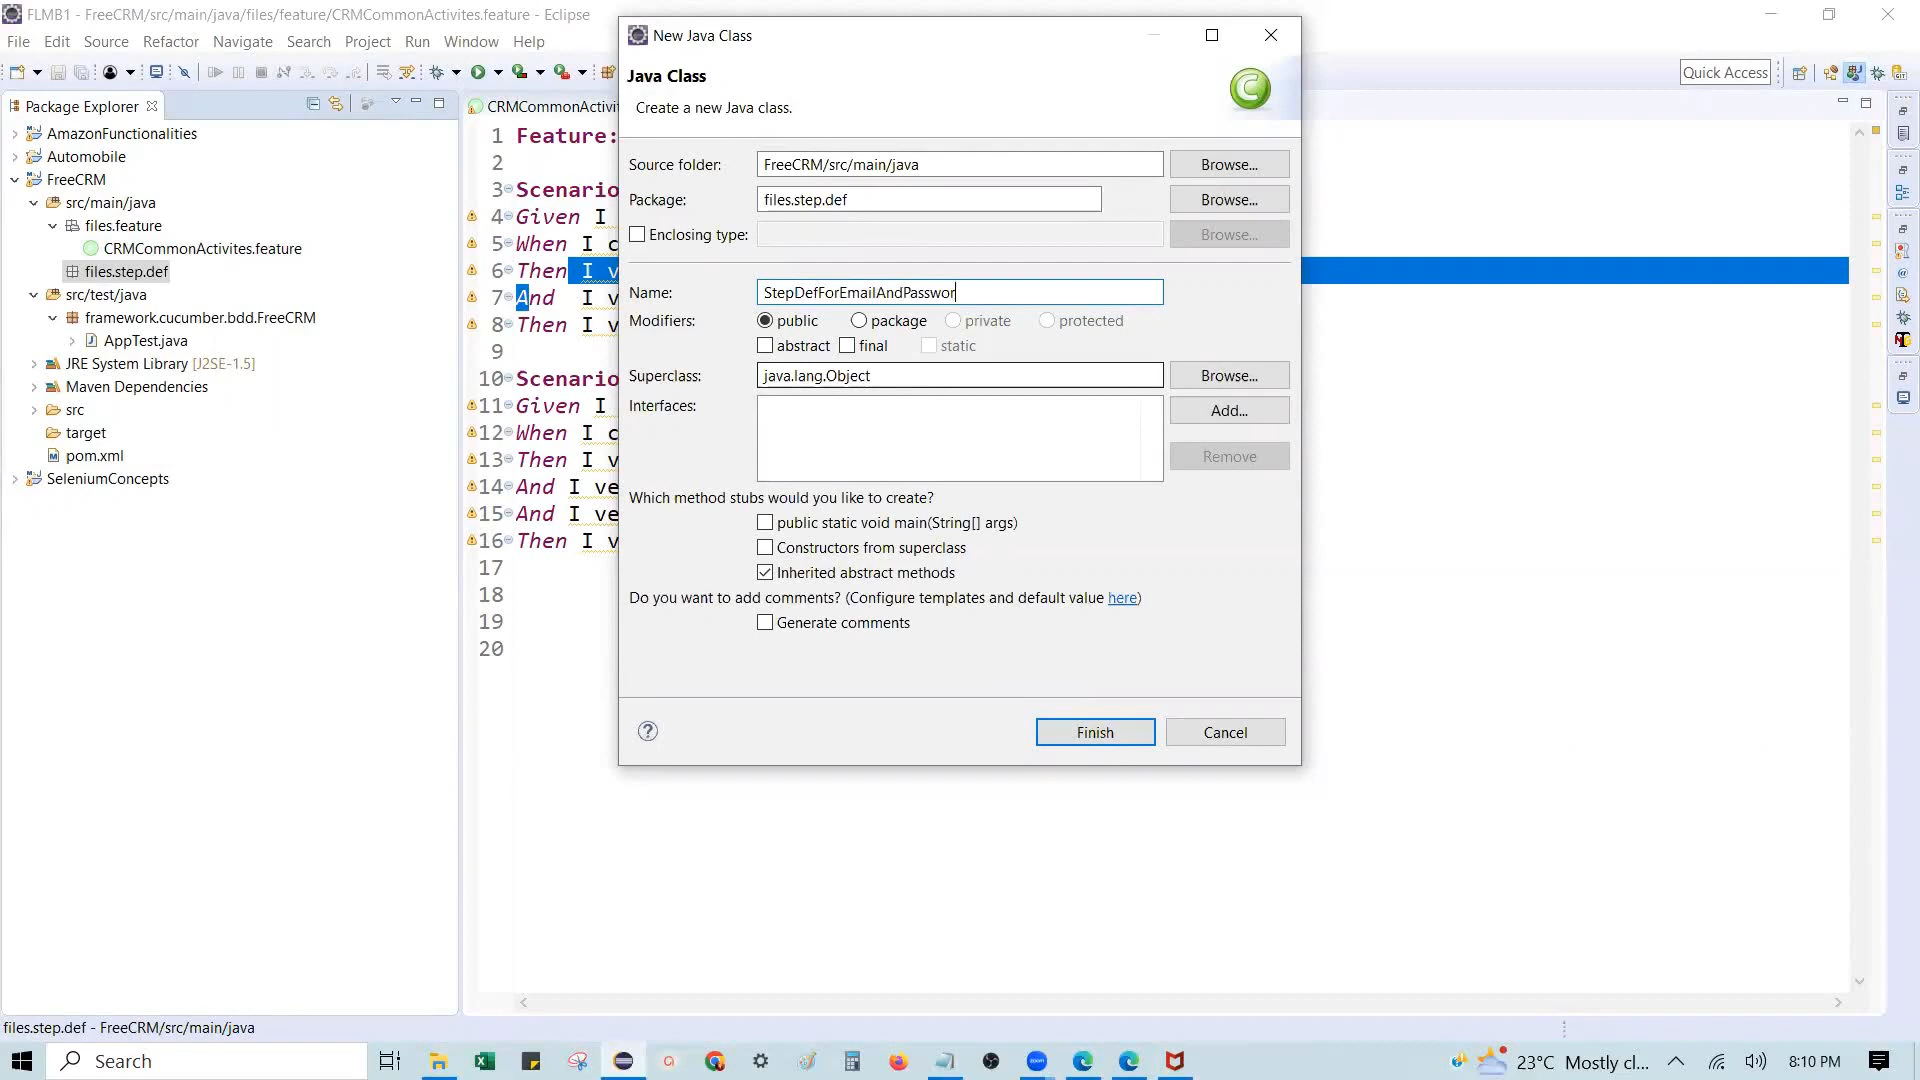 FLMB1 - FreeCRM/src/main/java/files/feature/CRMCommonActivites.feature - Eclipse
File Edit Source Refactor Navigate Search Project Run Window Help
Quick Access
Package Explorer
AmazonFunctionalities
Automobile
FreeCRM
src/main/java
files.feature
CRMCommonActivites.feature
files.step.def
src/test/java
framework.cucumber.bdd.FreeCRM
AppTest.java
JRE System Library [J2SE-1.5]
Maven Dependencies
src
target
pom.xml
SeleniumConcepts
CRMCommonActivit
1 Feature:
2
3 Scenario
4 Given I
5 When I c
6 Then I v
7 And I v
8 Then I v
9
10 Scenario
11 Given I
12 When I c
13 Then I v
14 And I ve
15 And I ve
16 Then I v
17
18
19
20
New Java Class
Java Class
Create a new Java class.
Source folder: FreeCRM/src/main/java Browse...
Package: files.step.def Browse...
Enclosing type: Browse...
Name: StepDefForEmailAndPasswor
Modifiers: public package private protected
abstract final static
Superclass: java.lang.Object Browse...
Interfaces: Add...
Remove
Which method stubs would you like to create?
public static void main(String[] args)
Constructors from superclass
Inherited abstract methods
Do you want to add comments? (Configure templates and default value here)
Generate comments
Finish Cancel
files.step.def - FreeCRM/src/main/java
Search
23°C Mostly cl... 8:10 PM